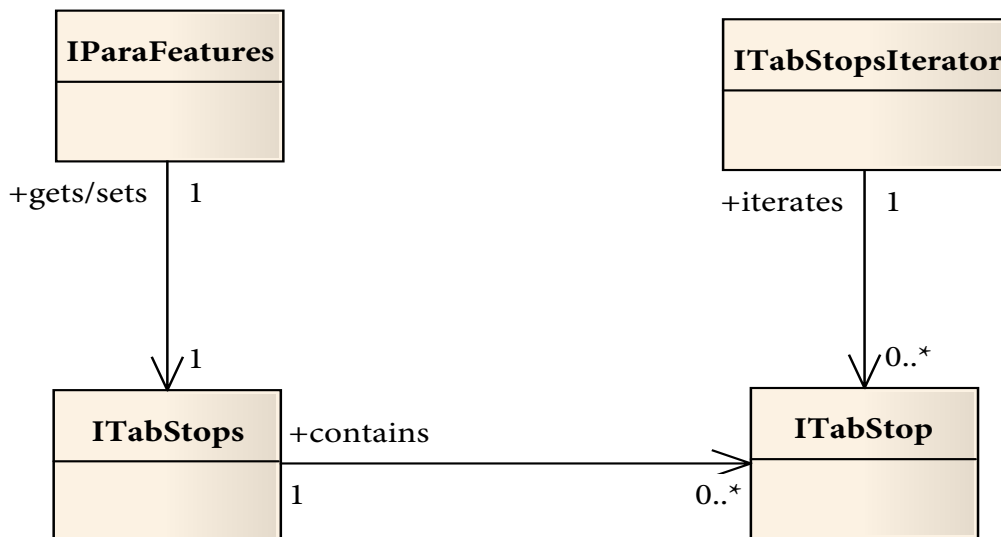 IParaFeatures
ITabStopsIterator
+gets/sets 1
+iterates 1
1
0..*
ITabStops
+contains
ITabStop
1
0..*